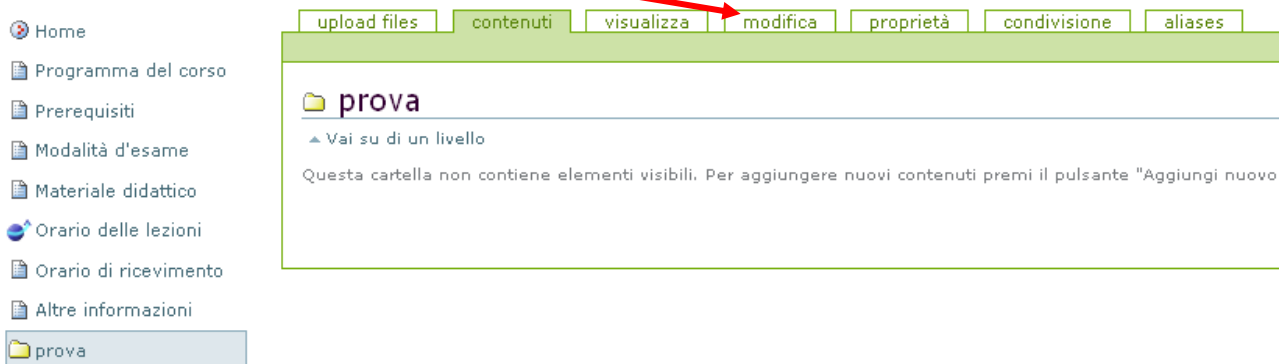 Home
Programma del corso
Prerequisiti
Modalità d'esame
Materiale didattico
Orario delle lezioni
Orario di ricevimento
Altre informazioni
prova
upload files contenuti visualizza modifica proprietà condivisione aliases
prova
Vai su di un livello
Questa cartella non contiene elementi visibili. Per aggiungere nuovi contenuti premi il pulsante "Aggiungi nuovo